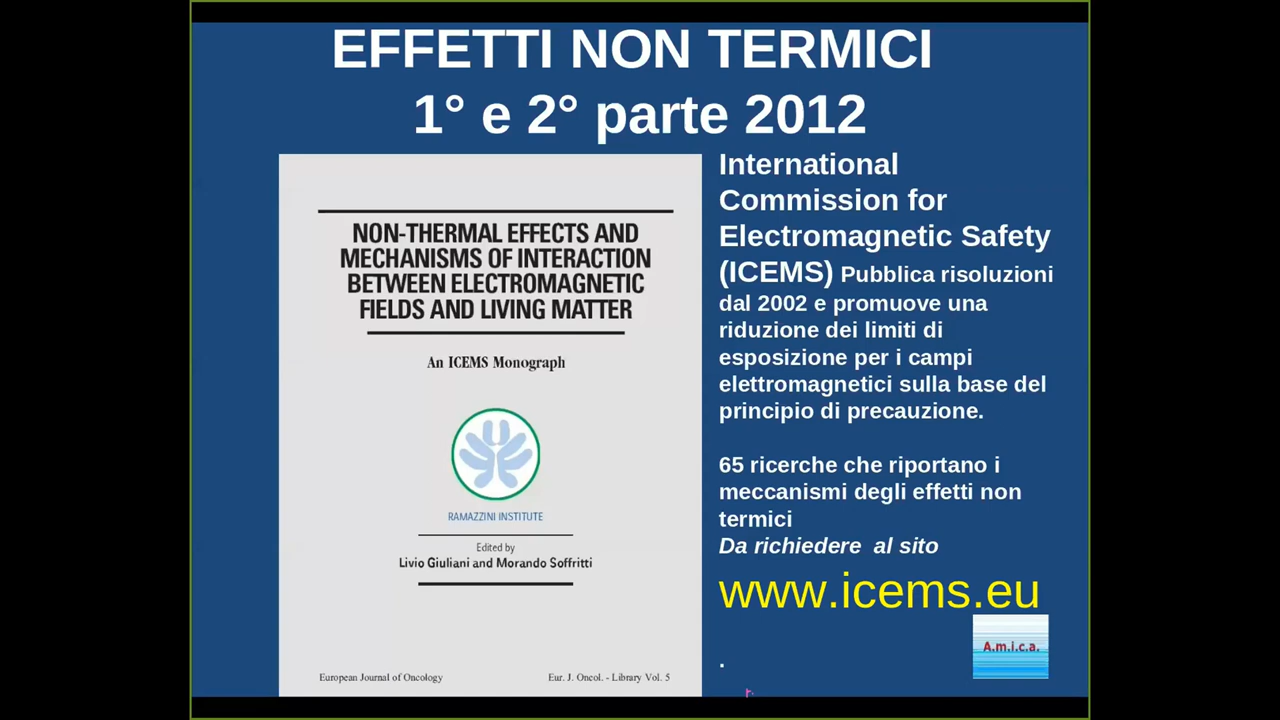 EFFETTI NON TERMICI
1° e 2° parte 2012
NON-THERMAL EFFECTS AND
MECHANISMS OF INTERACTION
BETWEEN ELECTROMAGNETIC
FIELDS AND LIVING MATTER
An ICEMS Monograph
RAMAZZINI INSTITUTE
Edited by
Livio Giuliani and Morando Soffritti
European Journal of Oncology
Eur. J. Oncol. - Library Vol. 5
International
Commission for
Electromagnetic Safety
(ICEMS) Pubblica risoluzioni
dal 2002 e promuove una
riduzione dei limiti di
esposizione per i campi
elettromagnetici sulla base del
principio di precauzione.
65 ricerche che riportano i
meccanismi degli effetti non
termici
Da richiedere al sito
www.icems.eu
A.m.i.c.a.
.